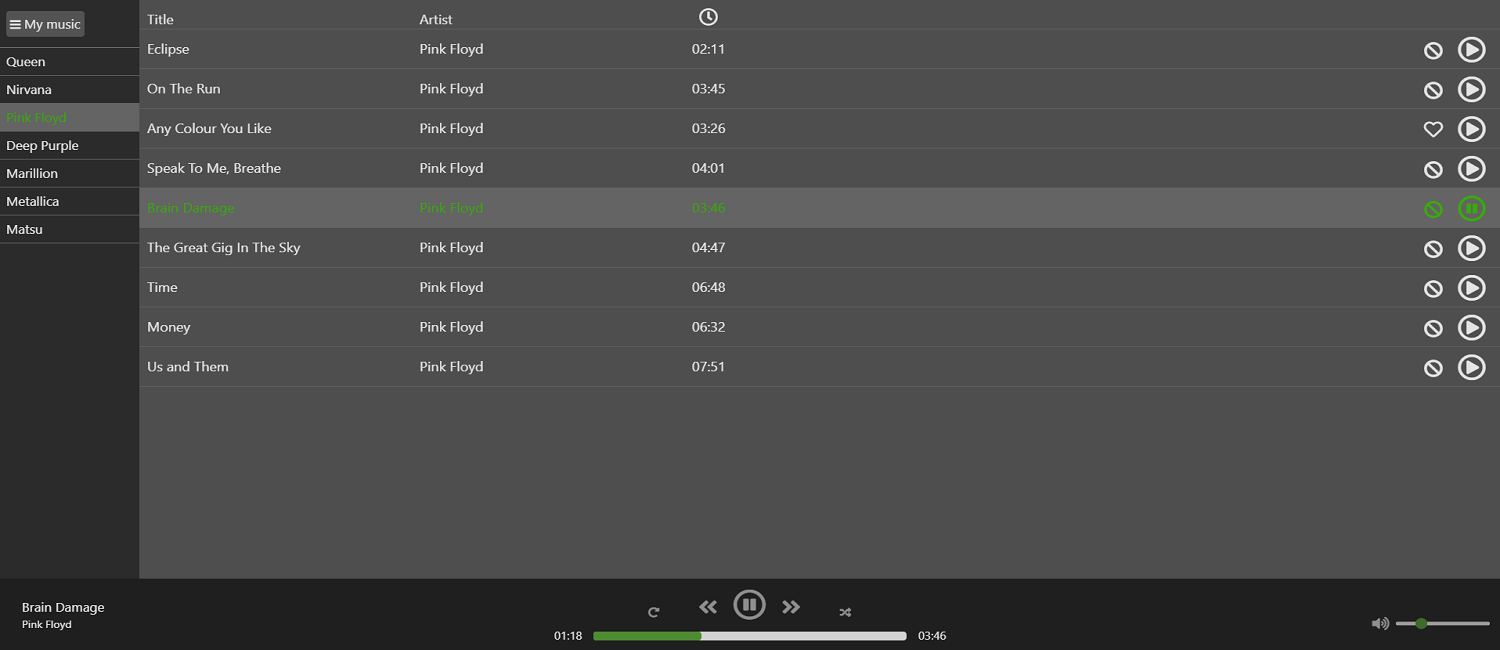 My music
Queen
Nirvana
Pink Floyd
Deep Purple
Marillion
Metallica
Matsu
Title Artist
Eclipse Pink Floyd 02:11
On The Run Pink Floyd 03:45
Any Colour You Like Pink Floyd 03:26
Speak To Me, Breathe Pink Floyd 04:01
Brain Damage Pink Floyd 03:46
The Great Gig In The Sky Pink Floyd 04:47
Time Pink Floyd 06:48
Money Pink Floyd 06:32
Us and Them Pink Floyd 07:51
Brain Damage
Pink Floyd
01:18 03:46